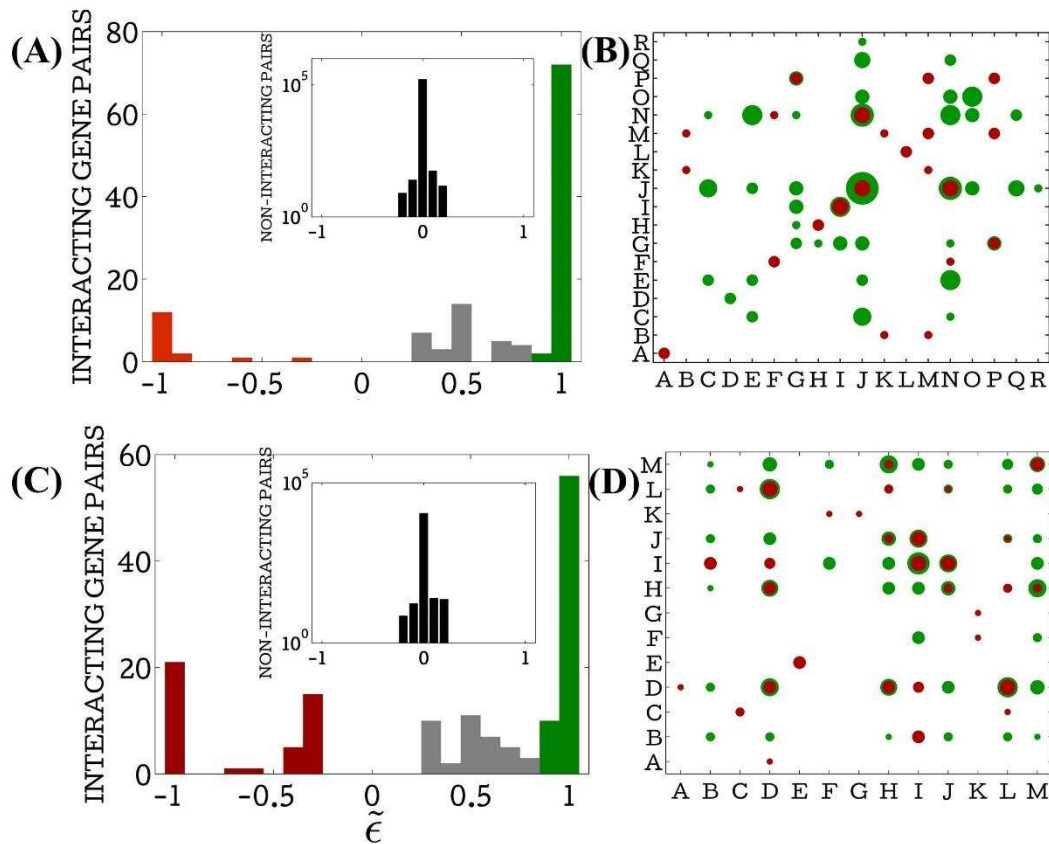 (A)
INTERACTING GENE PAIRS
80
60
40
20
0
-1 -0.5 0 0.5 1
NON-INTERACTING PAIRS
10^5
10^0
-1 0 1
(B)
R
Q
P
O
N
M
L
K
J
I
H
G
F
E
D
C
B
A
A B C D E F G H I J K L M N O P Q R
(C)
INTERACTING GENE PAIRS
60
40
20
0
-1 -0.5 0 0.5 1
ϵ̃
NON-INTERACTING PAIRS
10^5
10^0
-1 0 1
(D)
M
L
K
J
I
H
G
F
E
D
C
B
A
A B C D E F G H I J K L M